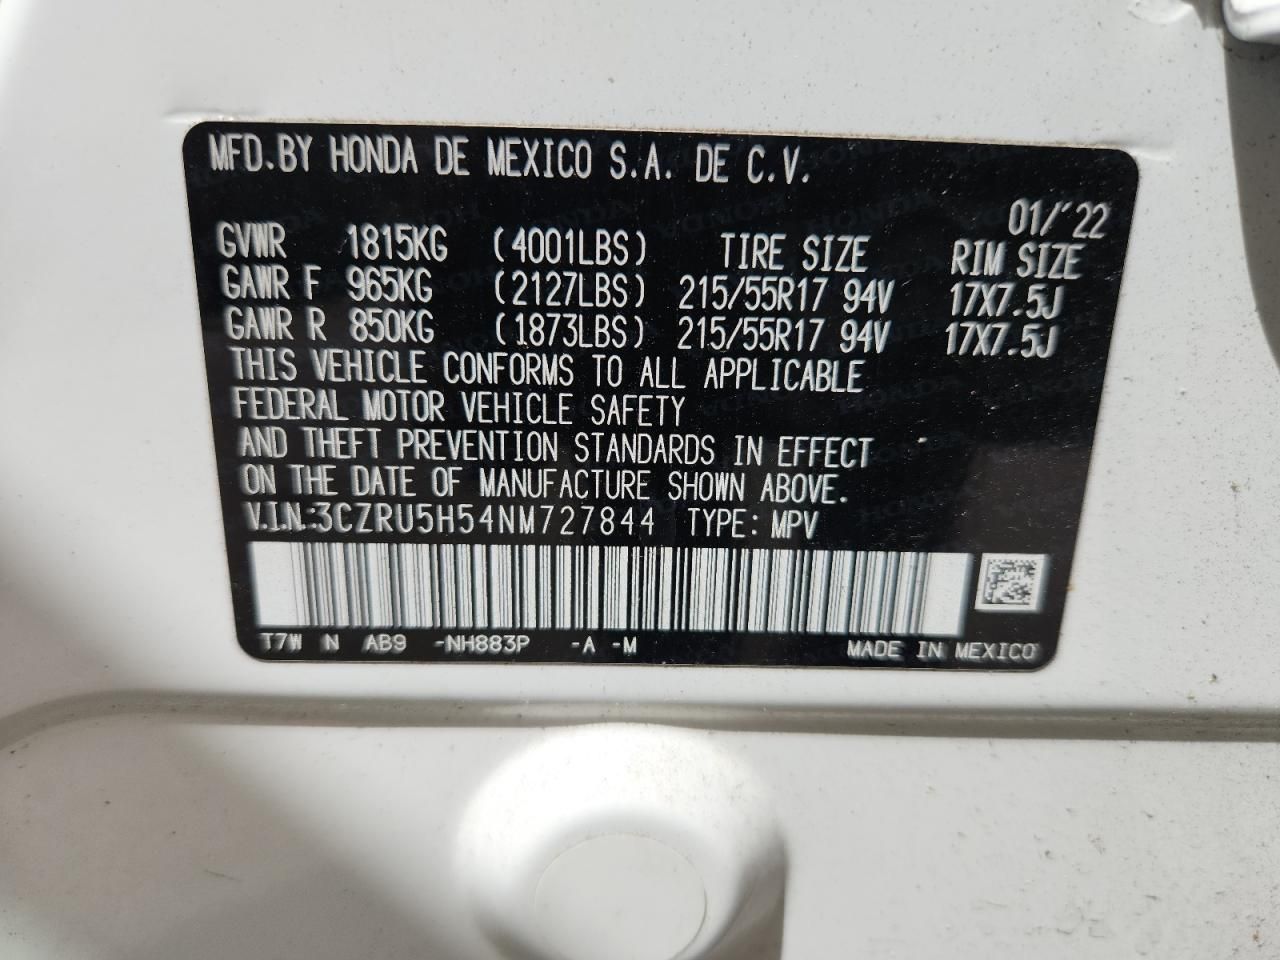 MFD.BY HONDA DE MEXICO S.A. DE C.V.
01/'22
GVWR 1815KG (4001LBS) TIRE SIZE RIM SIZE
GAWR F 965KG (2127LBS) 215/55R17 94V 17X7.5J
GAWR R 850KG (1873LBS) 215/55R17 94V 17X7.5J
THIS VEHICLE CONFORMS TO ALL APPLICABLE
FEDERAL MOTOR VEHICLE SAFETY
AND THEFT PREVENTION STANDARDS IN EFFECT
ON THE DATE OF MANUFACTURE SHOWN ABOVE.
V.I.N.:3CZRU5H54NM727844 TYPE: MPV
T7W N AB9 -NH883P -A -M MADE IN MEXICO